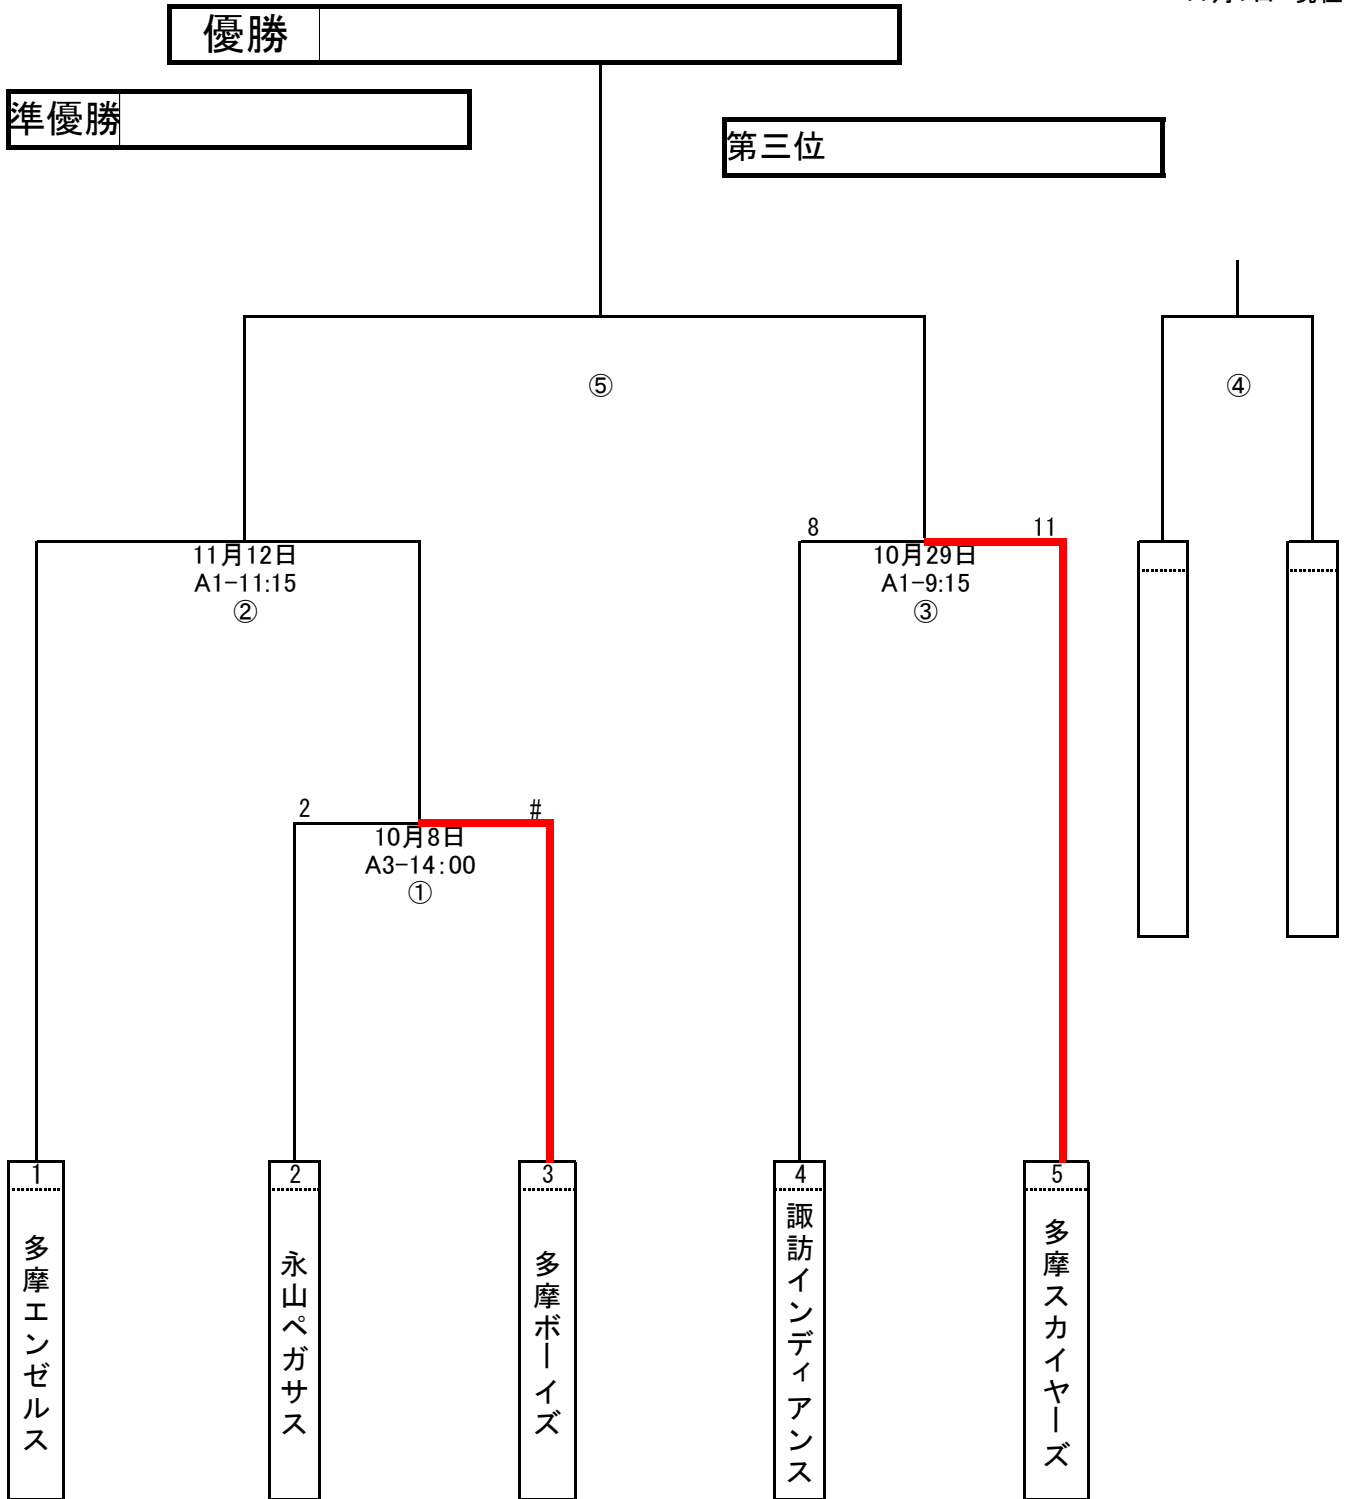 優勝
準優勝
第三位
⑤
④
8
11
11月12日
A1-11:15
②
10月29日
A1-9:15
③
2
#
10月8日
A3-14:00
①
1
2
3
4
5
多摩エンゼルス
永山ペガサス
多摩ボーイズ
諏訪インディアンス
多摩スカイヤーズ